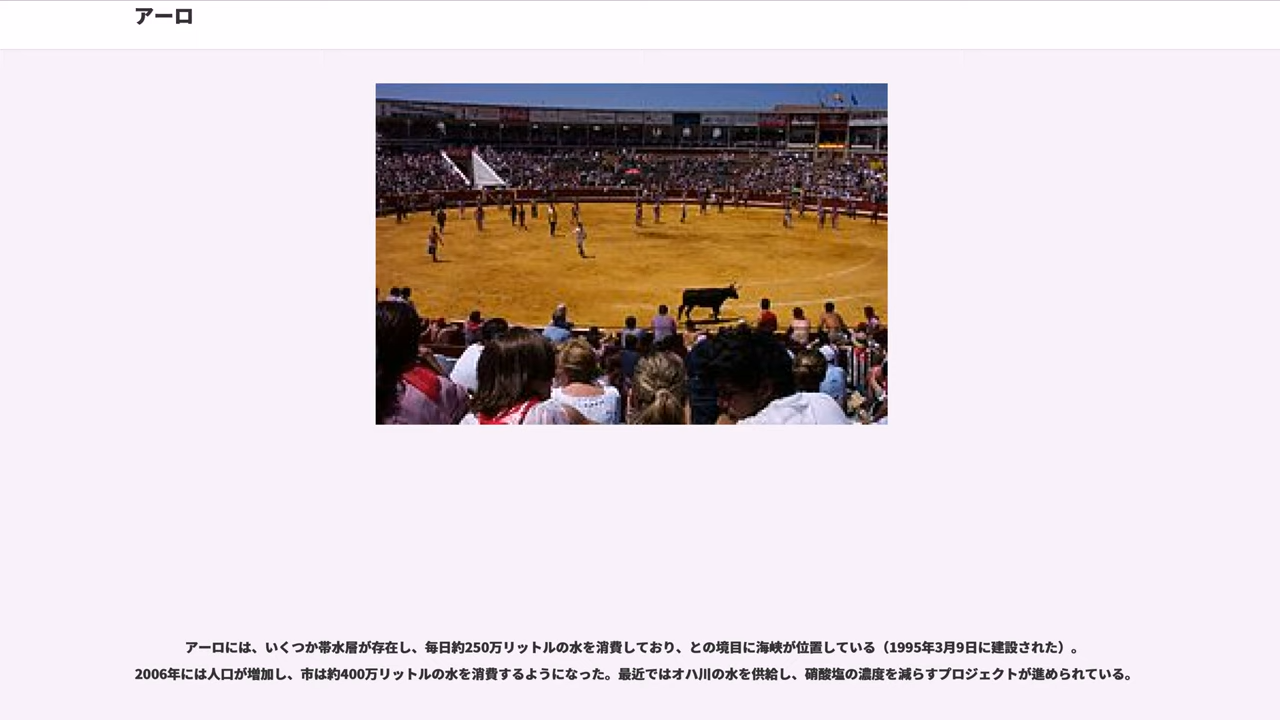 アーロ
アーロには、いくつか帯水層が存在し、毎日約250万リットルの水を消費しており、との境目に海峡が位置している（1995年3月9日に建設された）。
2006年には人口が増加し、市は約400万リットルの水を消費するようになった。最近ではオハ川の水を供給し、硝酸塩の濃度を減らすプロジェクトが進められている。